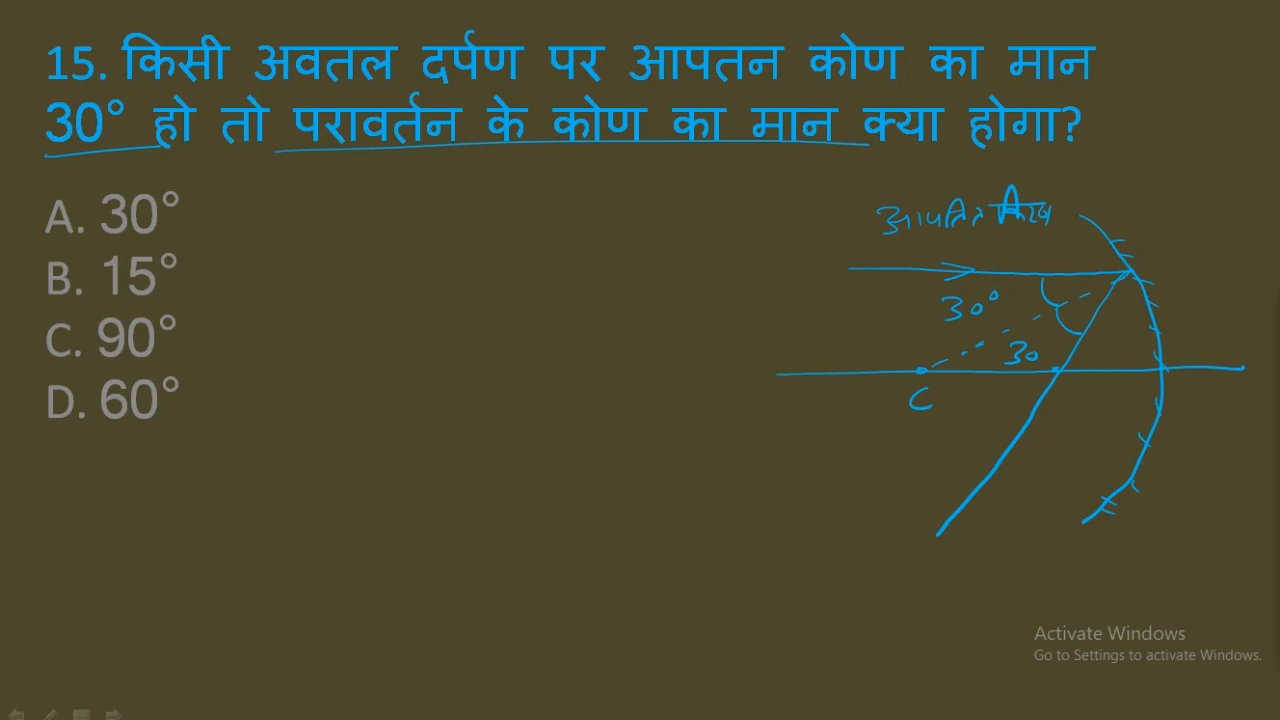 15. किसी अवतल दर्पण पर आपतन कोण का मान
30° हो तो परावर्तन के कोण का मान क्या होगा?
A. 30°
B. 15°
C. 90°
D. 60°
आपतित
30°
30
C
Activate Windows
Go to Settings to activate Windows.